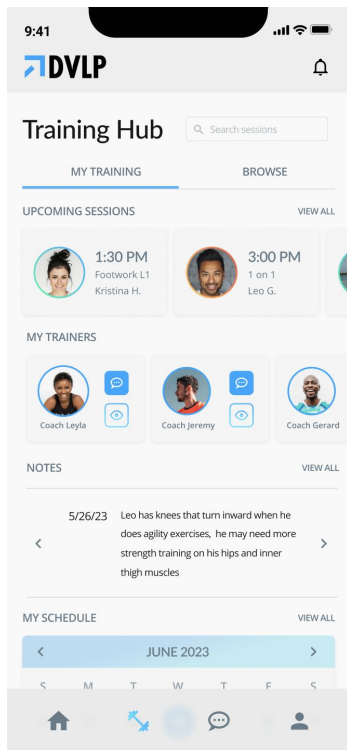 9:41
DVLP
Training Hub
Search sessions
MY TRAINING
BROWSE
UPCOMING SESSIONS
VIEW ALL
1:30 PM
Footwork L1
Kristina H.
3:00 PM
1 on 1
Leo G.
MY TRAINERS
Coach Leyla
Coach Jeremy
Coach Gerard
NOTES
VIEW ALL
5/26/23
Leo has knees that turn inward when he
does agility exercises, he may need more
strength training on his hips and inner
thigh muscles
MY SCHEDULE
VIEW ALL
JUNE 2023
S M T W T F S